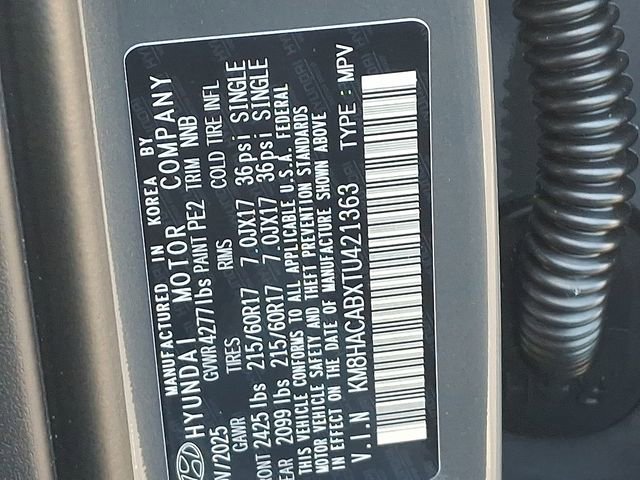 MANUFACTURED IN KOREA BY
HYUNDAI MOTOR COMPANY
V/2025 GVWR 4277 lbs PAINT PE2 TRIM NNB
GAWR TIRES RIMS COLD TIRE INFL
RONT 2425 lbs 215/60R17 7.0JX17 36psi SINGLE
EAR 2099 lbs 215/60R17 7.0JX17 36psi SINGLE
THIS VEHICLE CONFORMS TO ALL APPLICABLE U.S.A. FEDERAL
MOTOR VEHICLE SAFETY AND THEFT PREVENTION STANDARDS
IN EFFECT ON THE DATE OF MANUFACTURE SHOWN ABOVE
V.I.N KM8HACABXTU421363 TYPE : MPV